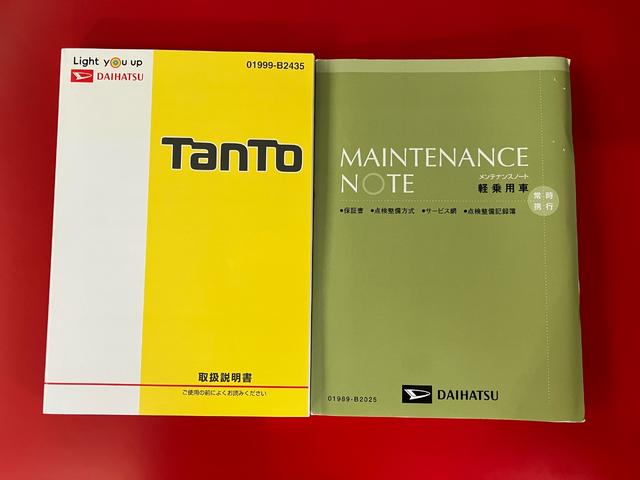 Light you up
DAIHATSU
01999-B2435
TanTo
取扱説明書
ご使用の前によくお読みください
MAINTENANCE
NOTE
メンテナンスノート
軽乗用車
常時
携行
●保証書 ●点検整備方式 ●サービス網 ●点検整備記録簿
01989-B2025
DAIHATSU